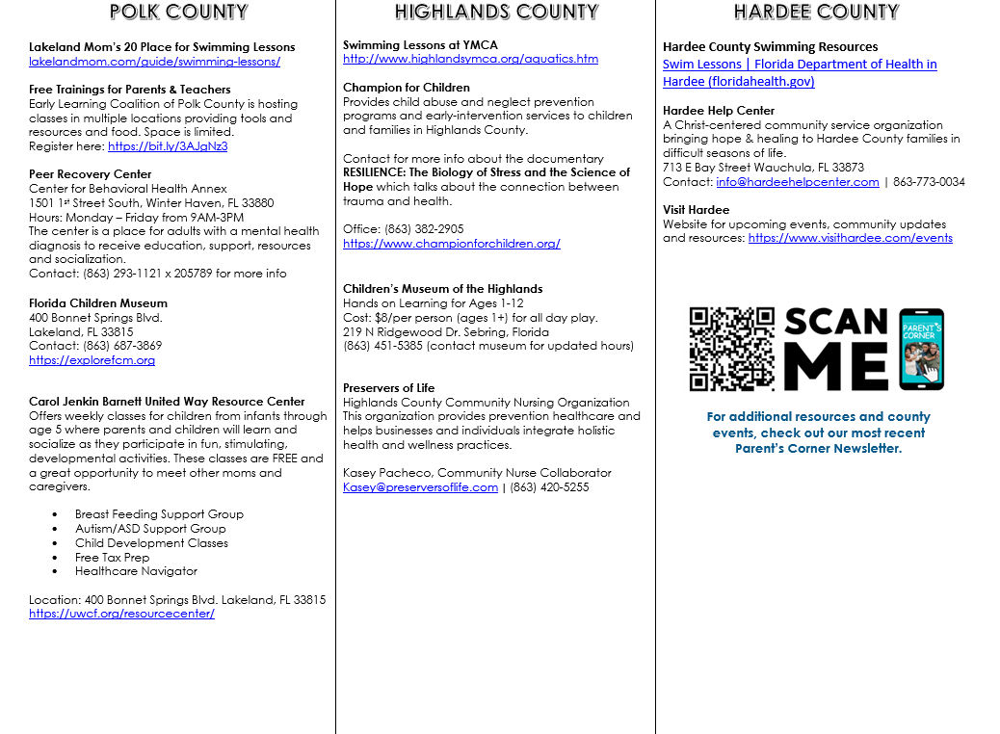 POLK COUNTY
Lakeland Mom's 20 Place for Swimming Lessons
lakelandmom.com/guide/swimming-lessons/
Free Trainings for Parents & Teachers
Early Learning Coalition of Polk County is hosting
classes in multiple locations providing tools and
resources and food. Space is limited.
Register here: https://bit.ly/3AJgNz3
Peer Recovery Center
Center for Behavioral Health Annex
1501 1st Street South, Winter Haven, FL 33880
Hours: Monday – Friday from 9AM-3PM
The center is a place for adults with a mental health
diagnosis to receive education, support, resources
and socialization.
Contact: (863) 293-1121 x 205789 for more info
Florida Children Museum
400 Bonnet Springs Blvd.
Lakeland, FL 33815
Contact: (863) 687-3869
https://explorefcm.org
Carol Jenkin Barnett United Way Resource Center
Offers weekly classes for children from infants through
age 5 where parents and children will learn and
socialize as they participate in fun, stimulating,
developmental activities. These classes are FREE and
a great opportunity to meet other moms and
caregivers.
• Breast Feeding Support Group
• Autism/ASD Support Group
• Child Development Classes
• Free Tax Prep
• Healthcare Navigator
Location: 400 Bonnet Springs Blvd. Lakeland, FL 33815
https://uwcf.org/resourcecenter/
HIGHLANDS COUNTY
Swimming Lessons at YMCA
http://www.highlandsymca.org/aquatics.htm
Champion for Children
Provides child abuse and neglect prevention
programs and early-intervention services to children
and families in Highlands County.
Contact for more info about the documentary
RESILIENCE: The Biology of Stress and the Science of
Hope which talks about the connection between
trauma and health.
Office: (863) 382-2905
https://www.championforchildren.org/
Children's Museum of the Highlands
Hands on Learning for Ages 1-12
Cost: $8/per person (ages 1+) for all day play.
219 N Ridgewood Dr. Sebring, Florida
(863) 451-5385 (contact museum for updated hours)
Preservers of Life
Highlands County Community Nursing Organization
This organization provides prevention healthcare and
helps businesses and individuals integrate holistic
health and wellness practices.
Kasey Pacheco, Community Nurse Collaborator
Kasey@preserversoflife.com | (863) 420-5255
HARDEE COUNTY
Hardee County Swimming Resources
Swim Lessons | Florida Department of Health in
Hardee (floridahealth.gov)
Hardee Help Center
A Christ-centered community service organization
bringing hope & healing to Hardee County families in
difficult seasons of life.
713 E Bay Street Wauchula, FL 33873
Contact: info@hardeehelpcenter.com | 863-773-0034
Visit Hardee
Website for upcoming events, community updates
and resources: https://www.visithardee.com/events
SCAN
ME
PARENT'S
CORNER
For additional resources and county
events, check out our most recent
Parent's Corner Newsletter.